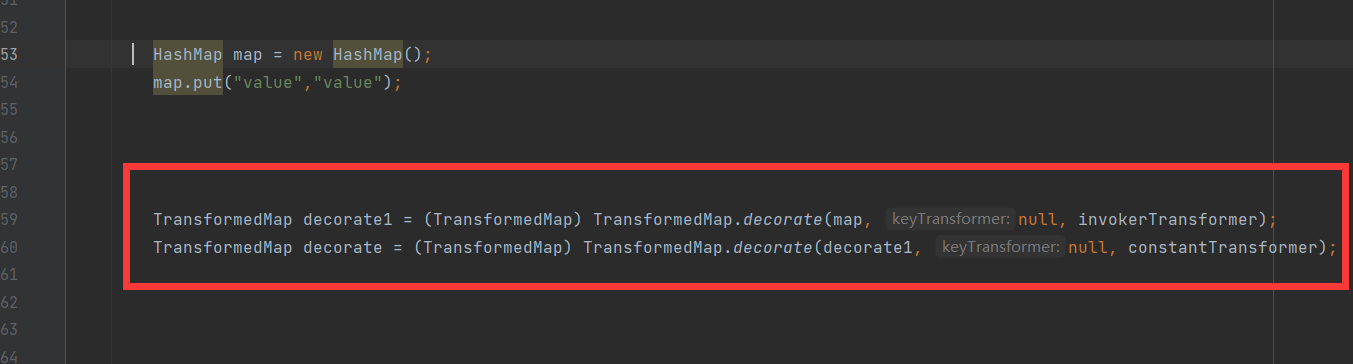 51
52
53 HashMap map = new HashMap();
54 map.put("value","value");
55
56
57
58
59 TransformedMap decorate1 = (TransformedMap) TransformedMap.decorate(map, keyTransformer: null, invokerTransformer);
60 TransformedMap decorate = (TransformedMap) TransformedMap.decorate(decorate1, keyTransformer: null, constantTransformer);
61
62
63
64